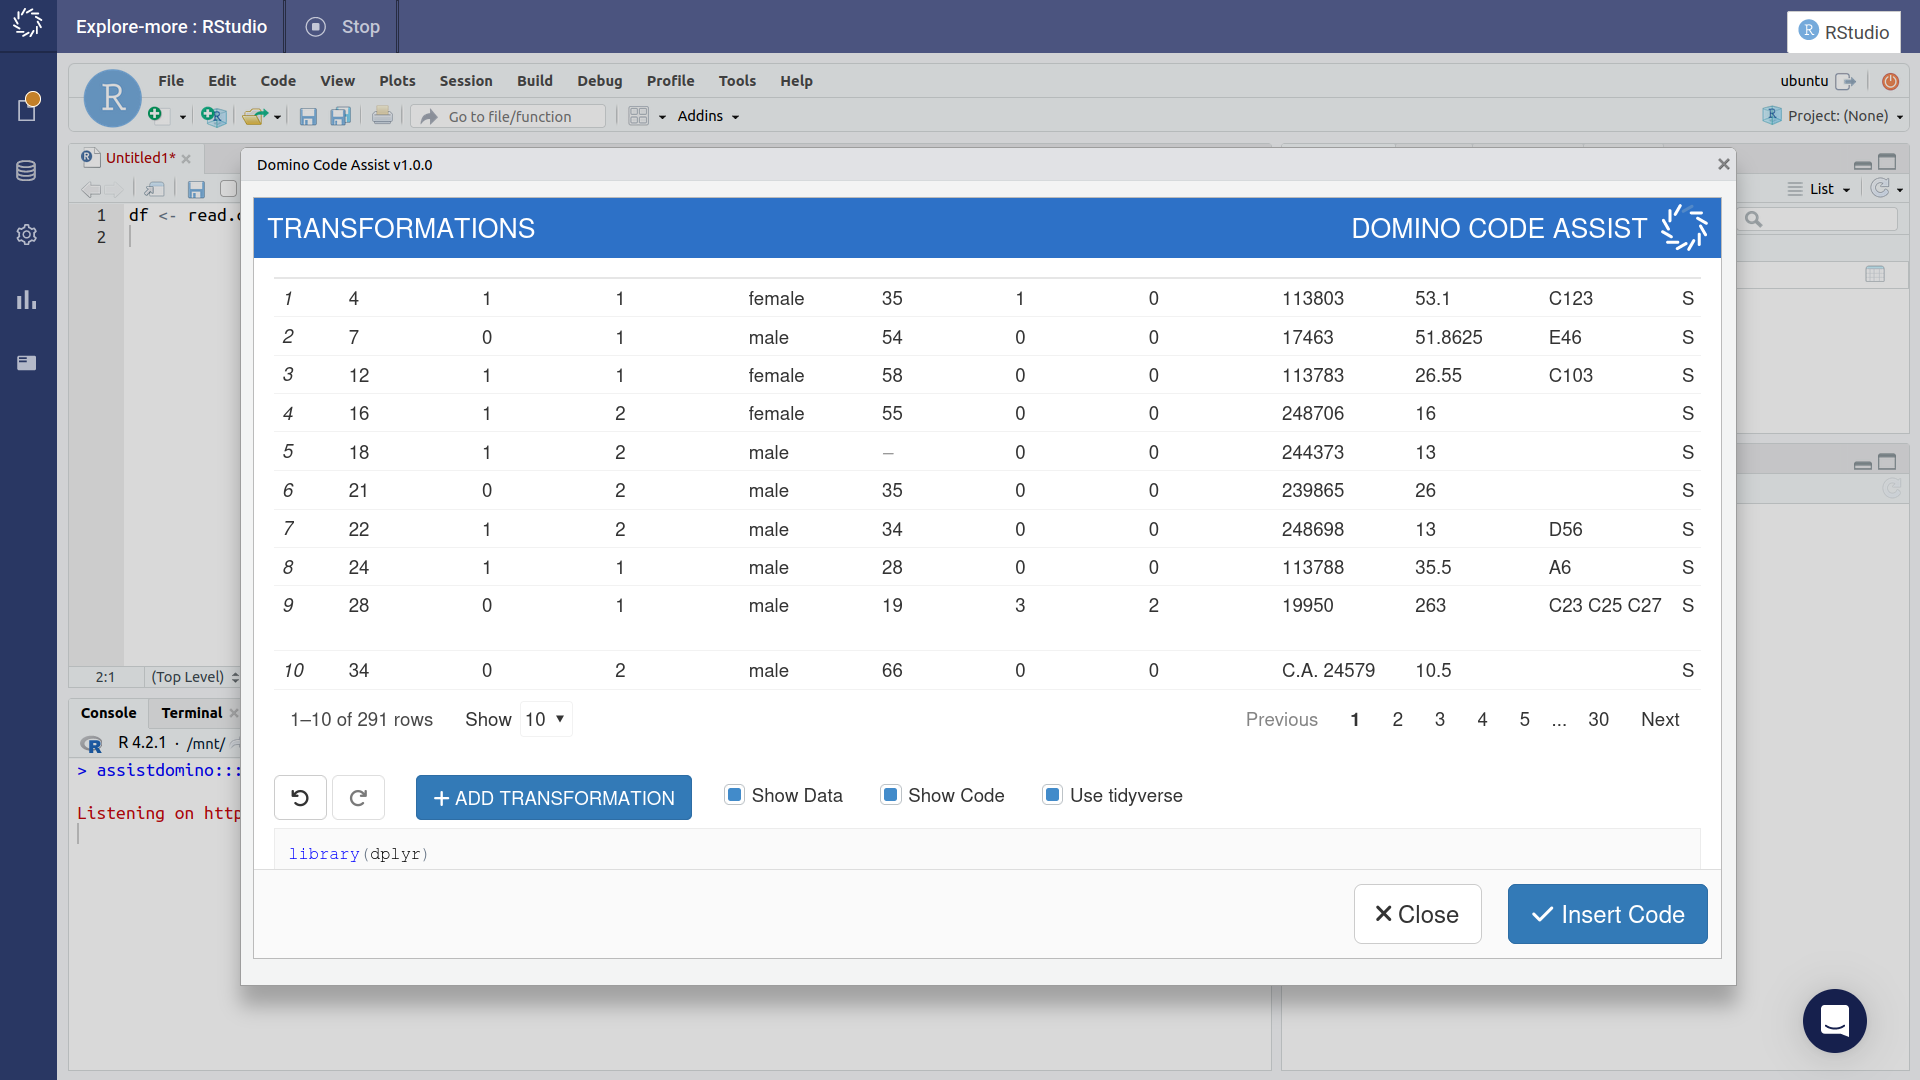 Explore-more : RStudio
Stop
RStudio
File Edit Code View Plots Session Build Debug Profile Tools Help
ubuntu
Go to file/function
Addins
Project: (None)
Untitled1*
Domino Code Assist v1.0.0
List
1 df <- read.
2
TRANSFORMATIONS
DOMINO CODE ASSIST
1 4 1 1 female 35 1 0 113803 53.1 C123 S
2 7 0 1 male 54 0 0 17463 51.8625 E46 S
3 12 1 1 female 58 0 0 113783 26.55 C103 S
4 16 1 2 female 55 0 0 248706 16 S
5 18 1 2 male – 0 0 244373 13 S
6 21 0 2 male 35 0 0 239865 26 S
7 22 1 2 male 34 0 0 248698 13 D56 S
8 24 1 1 male 28 0 0 113788 35.5 A6 S
9 28 0 1 male 19 3 2 19950 263 C23 C25 C27 S
10 34 0 2 male 66 0 0 C.A. 24579 10.5 S
2:1 (Top Level)
1–10 of 291 rows Show 10
Previous 1 2 3 4 5 ... 30 Next
Console Terminal
R 4.2.1 · /mnt/
> assistdomino:::
Listening on http
+ ADD TRANSFORMATION
Show Data
Show Code
Use tidyverse
library(dplyr)
Close
Insert Code